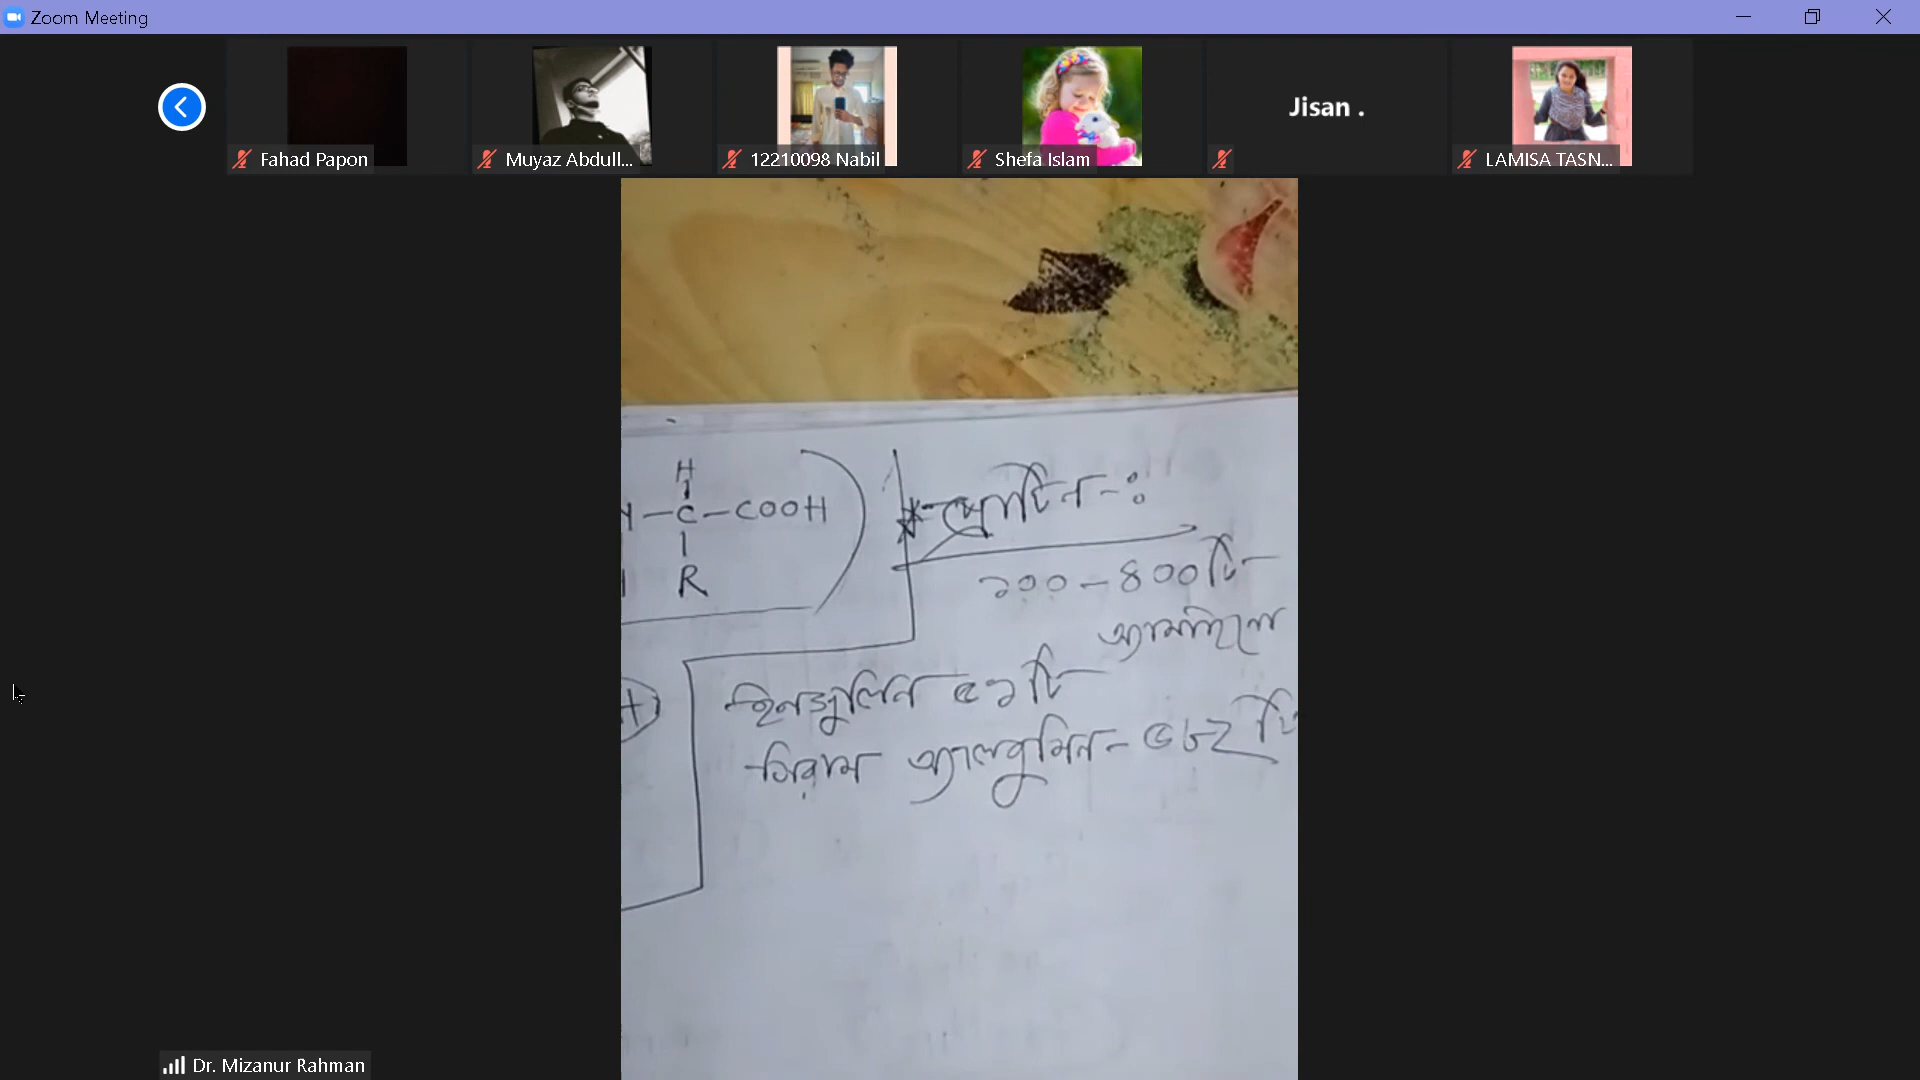 Zoom Meeting
Fahad Papon
Muyaz Abdull...
12210098 Nabil
Shefa Islam
Jisan .
LAMISA TASN...
H
-C-COOH
R
প্রোটিন-ঃ
১০০-৪০০টি
অ্যামাইনো
ইনসুলিন ৫১টি
সিরাম অ্যালবুমিন- ৫৮২ টি
Dr. Mizanur Rahman